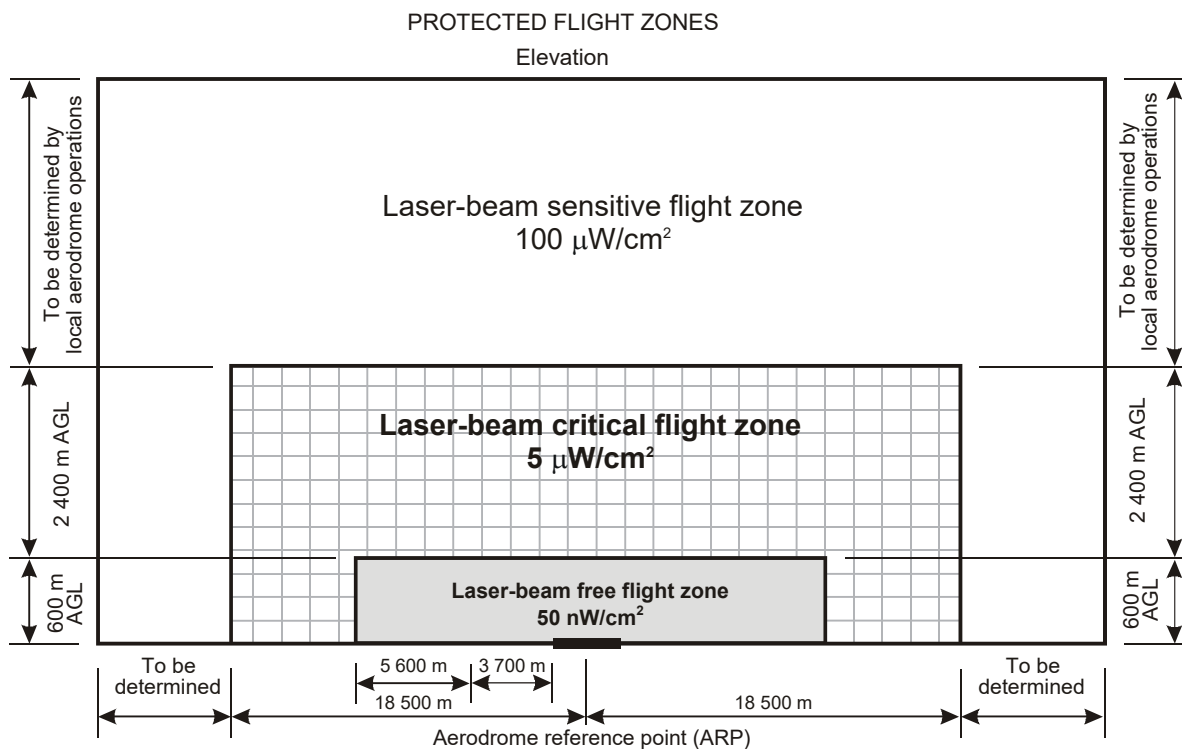 PROTECTED FLIGHT ZONES
Elevation
To be determined by
local aerodrome operations
To be determined by
local aerodrome operations
Laser-beam sensitive flight zone
100 μW/cm²
Laser-beam critical flight zone
5 μW/cm²
2 400 m AGL
2 400 m AGL
Laser-beam free flight zone
50 nW/cm²
600 m
AGL
600 m
AGL
To be
determined
5 600 m
3 700 m
To be
determined
18 500 m
18 500 m
Aerodrome reference point (ARP)